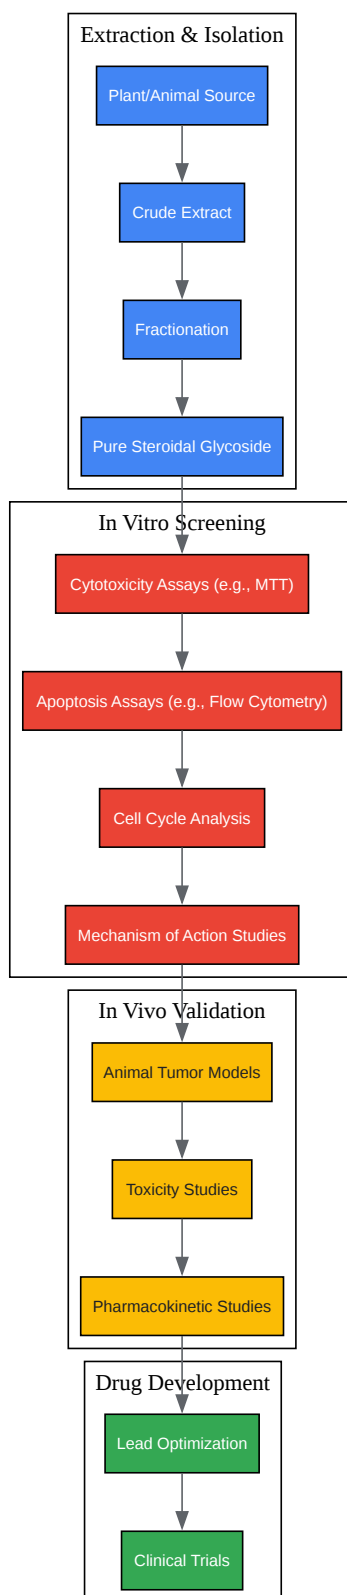 Extraction & Isolation
Plant/Animal Source
Crude Extract
Fractionation
Pure Steroidal Glycoside
In Vitro Screening
Cytotoxicity Assays (e.g., MTT)
Apoptosis Assays (e.g., Flow Cytometry)
Cell Cycle Analysis
Mechanism of Action Studies
In Vivo Validation
Animal Tumor Models
Toxicity Studies
Pharmacokinetic Studies
Drug Development
Lead Optimization
Clinical Trials